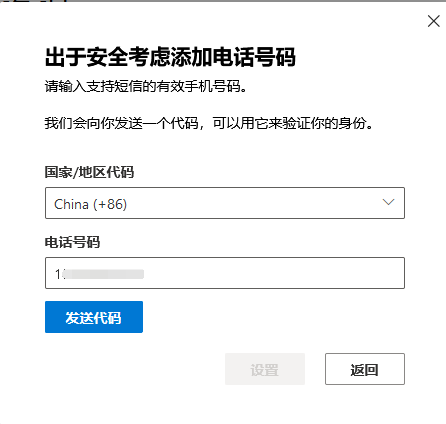 出于安全考虑添加电话号码
请输入支持短信的有效手机号码。
我们会向你发送一个代码，可以用它来验证你的身份。
国家/地区代码
China (+86)
电话号码
1
发送代码
设置
返回